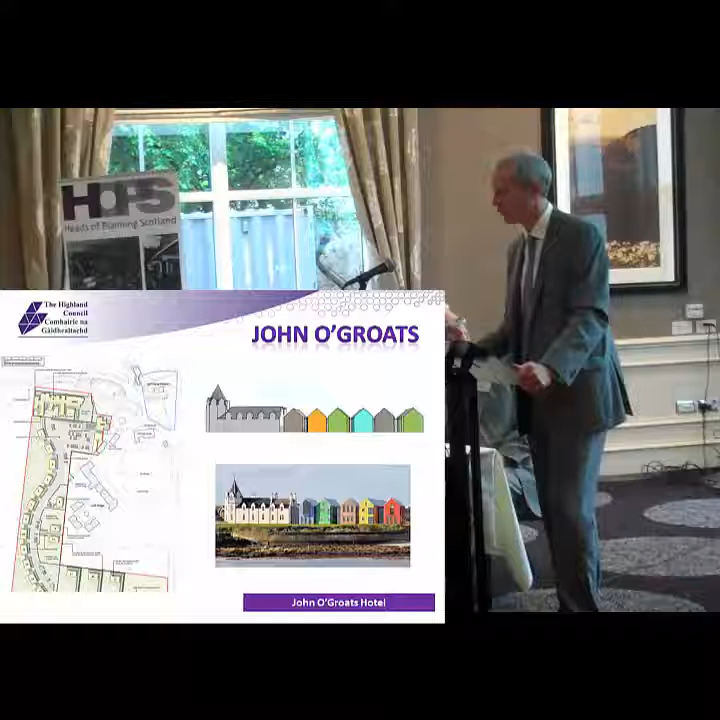 HOPS
Heads of Planning Scotland
The Highland
Council
Comhairle na
Gàidhealtachd
JOHN O'GROATS
John O'Groats Hotel